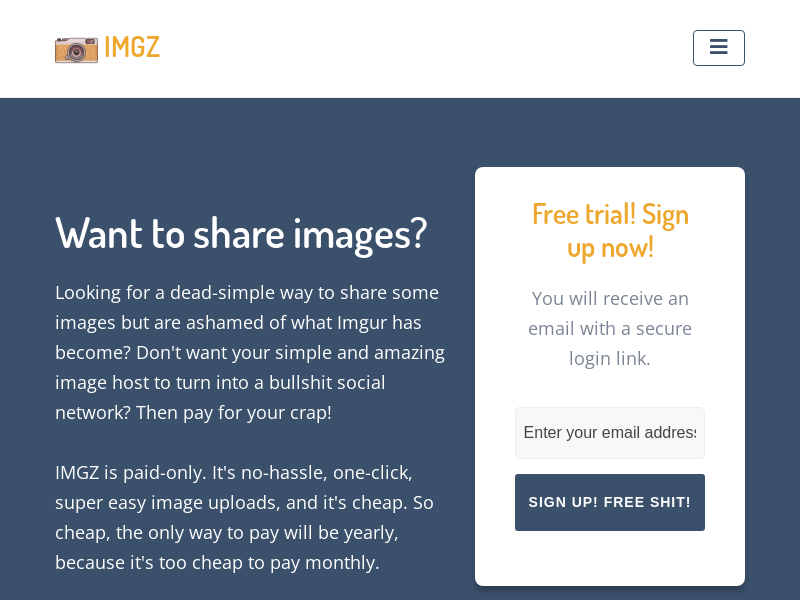 IMGZ
Want to share images?
Looking for a dead-simple way to share some
images but are ashamed of what Imgur has
become? Don't want your simple and amazing
image host to turn into a bullshit social
network? Then pay for your crap!
IMGZ is paid-only. It's no-hassle, one-click,
super easy image uploads, and it's cheap. So
cheap, the only way to pay will be yearly,
because it's too cheap to pay monthly.
Free trial! Sign
up now!
You will receive an
email with a secure
login link.
Enter your email address
SIGN UP! FREE SHIT!